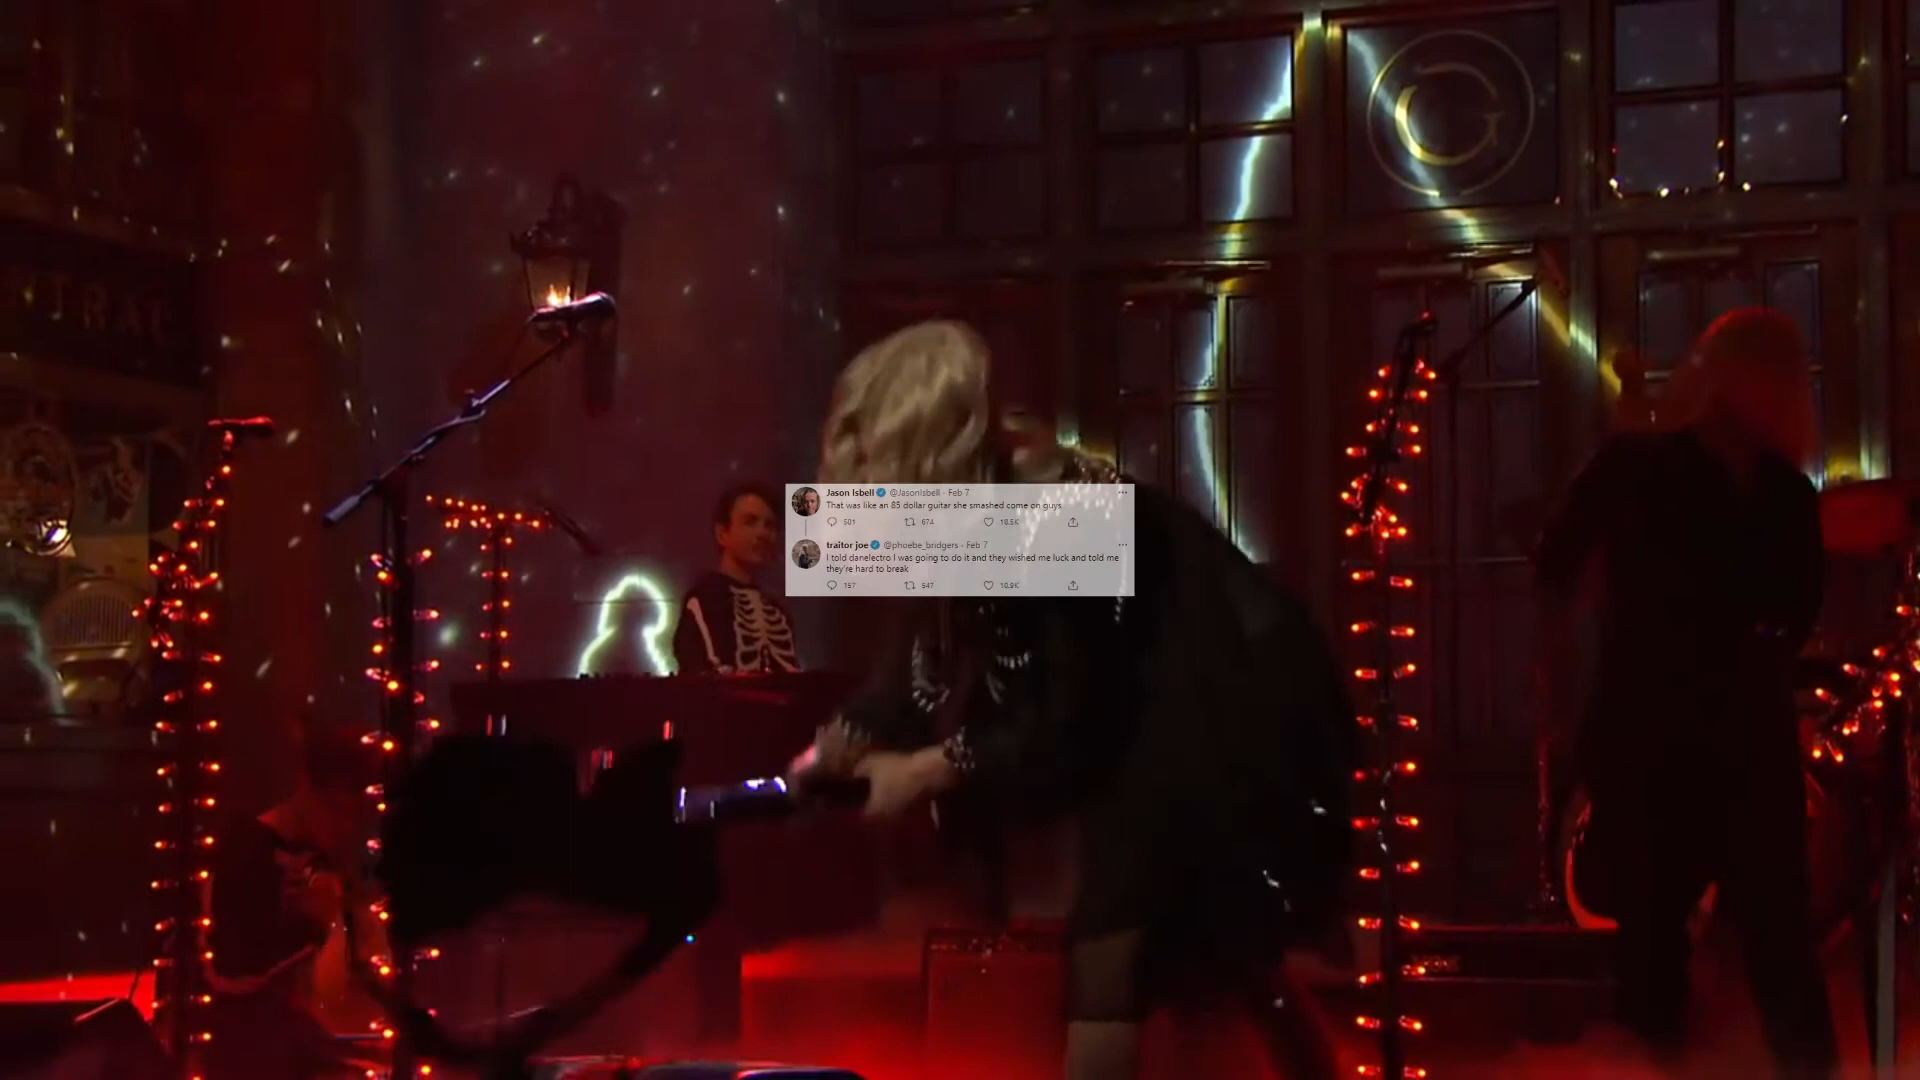 TRAL
Jason Isbell @JasonIsbell · Feb 7
That was like an 85 dollar guitar she smashed come on guys
501 674 18.5K
traitor joe @phoebe_bridgers · Feb 7
I told danelectro I was going to do it and they wished me luck and told me
they're hard to break
157 547 10.9K